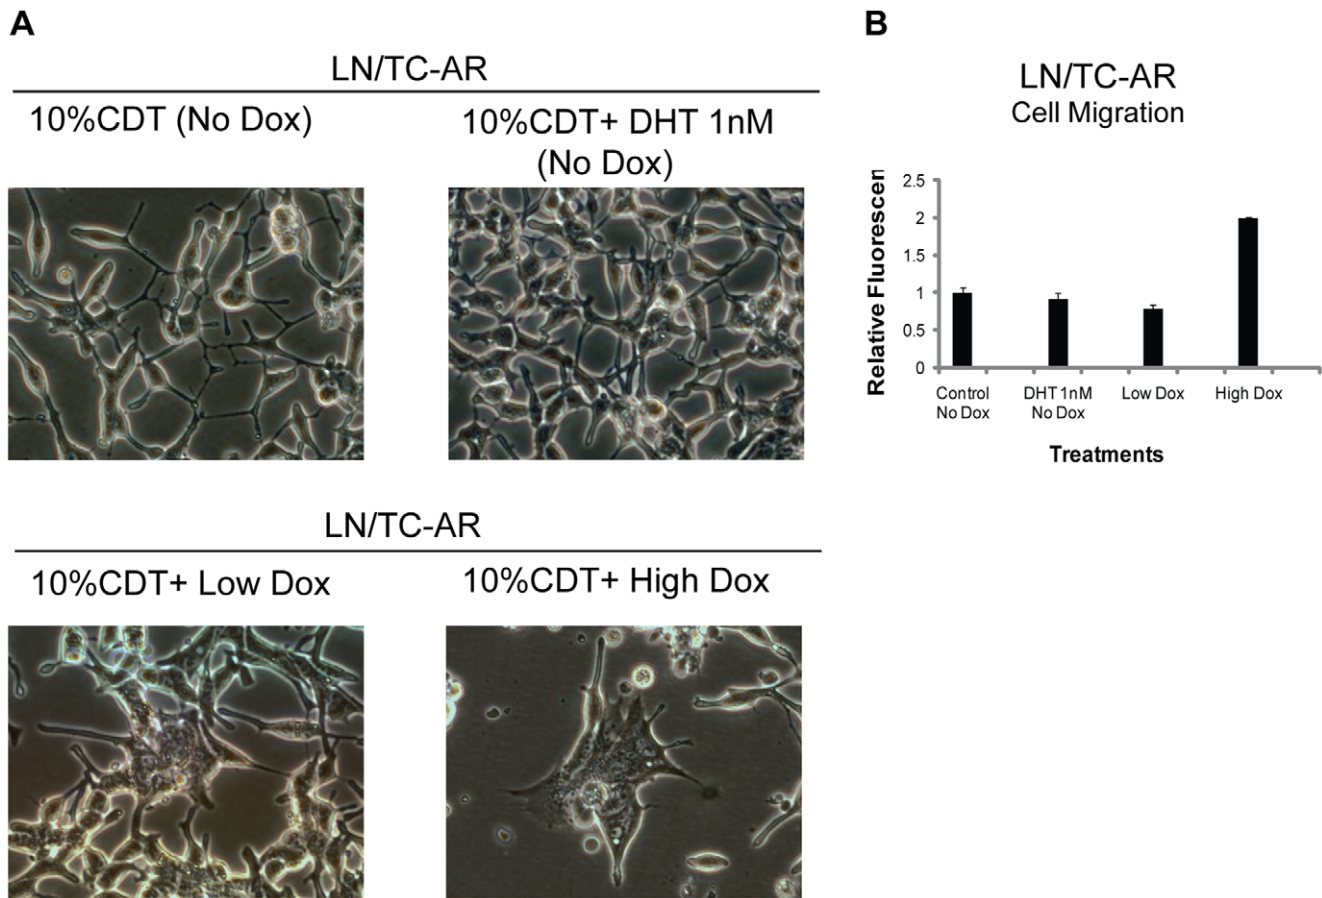 A
LN/TC-AR
10%CDT (No Dox)
10%CDT+ DHT 1nM
(No Dox)
LN/TC-AR
10%CDT+ Low Dox
10%CDT+ High Dox
B
LN/TC-AR
Cell Migration
Relative Fluorescen
2.5
2
1.5
1
0.5
0
Control
No Dox
DHT 1nM
No Dox
Low Dox
High Dox
Treatments